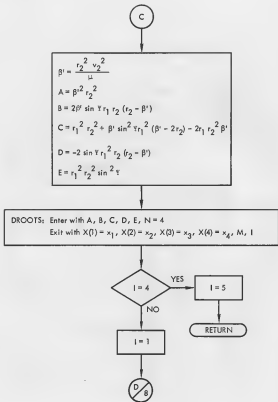 C
β' = r₂² v₂² / μ
A = β'² r₂²
B = 2β' sin Υ r₁ r₂ (r₂ − β')
C = r₁² r₂² + β' sin² Υ r₁² (β' − 2r₂) − 2r₁ r₂² β'
D = −2 sin Υ r₁² r₂ (r₂ − β')
E = r₁² r₂² sin² Υ
DROOTS: Enter with A, B, C, D, E, N = 4
Exit with X(1) = x₁, X(2) = x₂, X(3) = x₃, X(4) = x₄, M, I
I = 4
YES
I = 5
NO
RETURN
I = 1
D/8